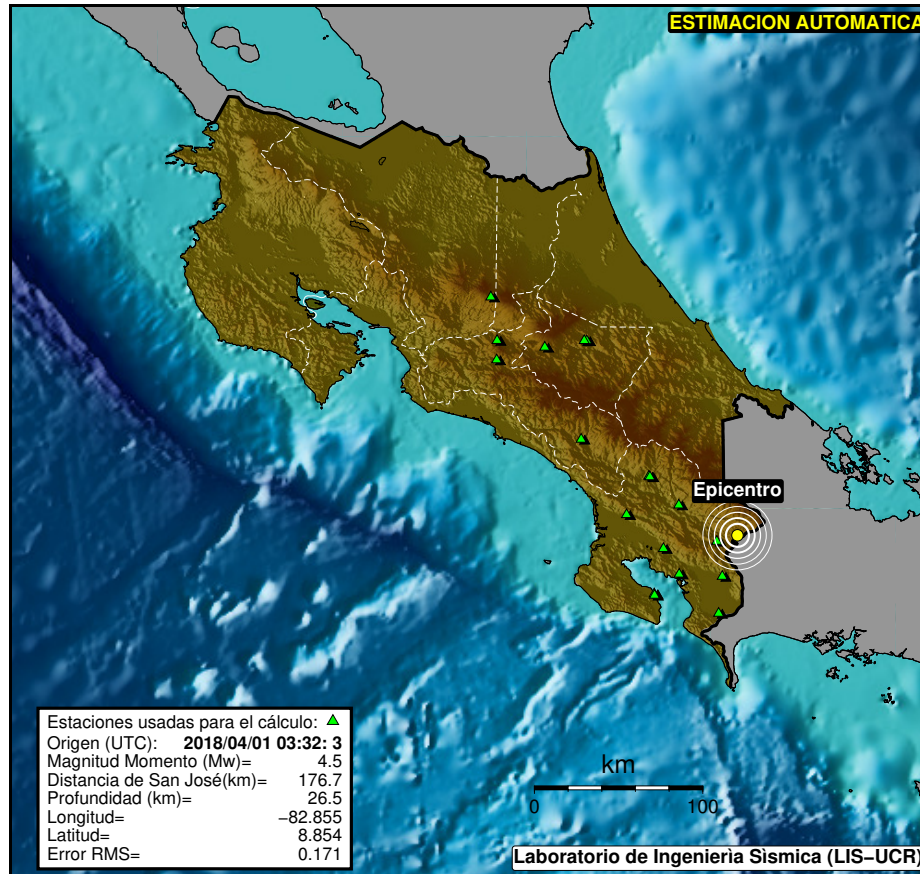 ESTIMACION AUTOMATICA
Epicentro
Estaciones usadas para el cálculo:
Origen (UTC): 2018/04/01 03:32: 3
Magnitud Momento (Mw)= 4.5
Distancia de San José(km)= 176.7
Profundidad (km)= 26.5
Longitud= −82.855
Latitud= 8.854
Error RMS= 0.171
km
0 100
Laboratorio de Ingenierìa Sìsmica (LIS−UCR)